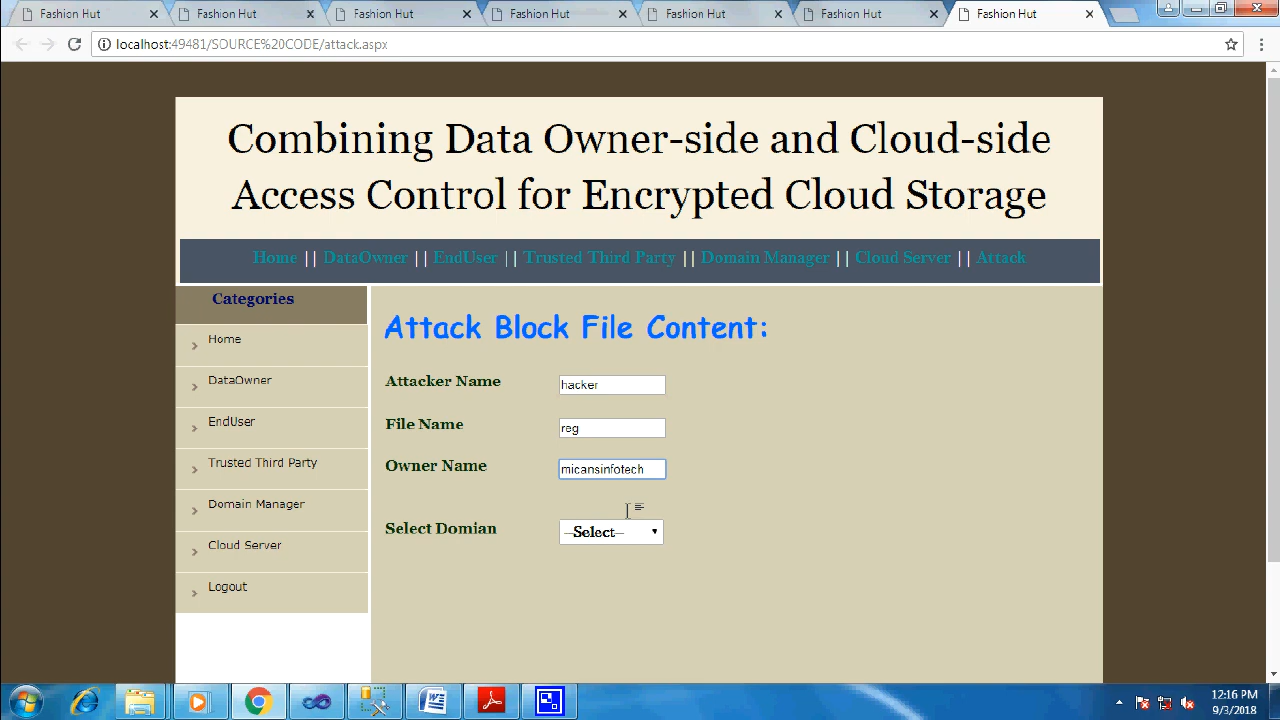 Fashion Hut Fashion Hut Fashion Hut Fashion Hut Fashion Hut Fashion Hut Fashion Hut
localhost:49481/SDURCE%20CODE/attack.aspx
Combining Data Owner-side and Cloud-side
Access Control for Encrypted Cloud Storage
Home || DataOwner || EndUser || Trusted Third Party || Domain Manager || Cloud Server || Attack
Categories
Home
DataOwner
EndUser
Trusted Third Party
Domain Manager
Cloud Server
Logout
Attack Block File Content:
Attacker Name hacker
File Name reg
Owner Name micansinfotech
Select Domian --Select--
12:16 PM
9/3/2018